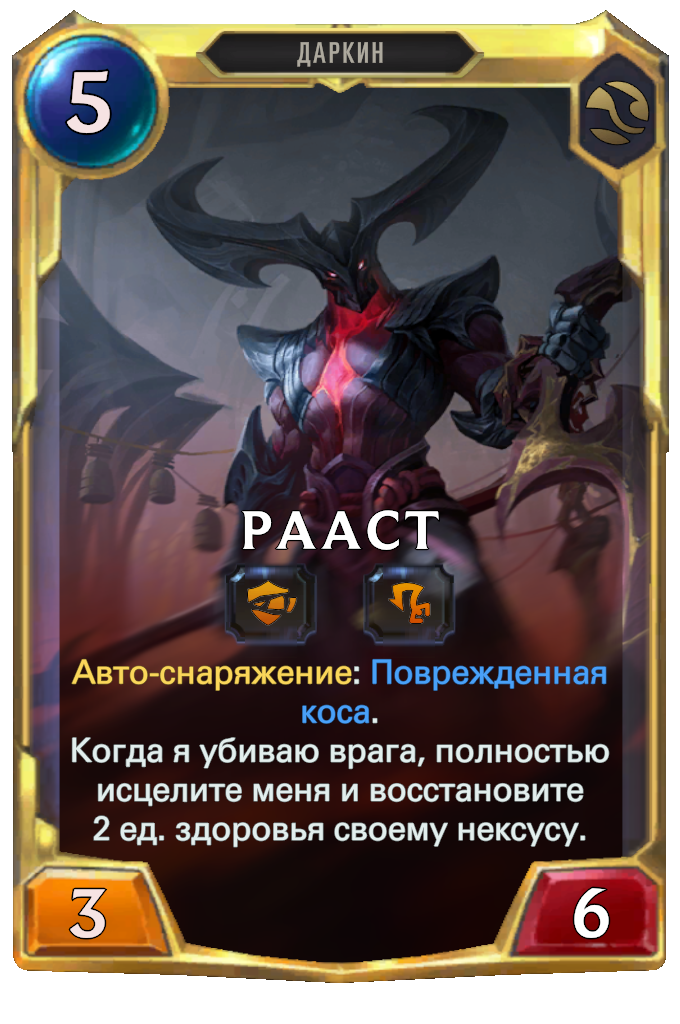 ДАРКИН
5
РААСТ
Авто-снаряжение: Поврежденная
коса.
Когда я убиваю врага, полностью
исцелите меня и восстановите
2 ед. здоровья своему нексусу.
3
6